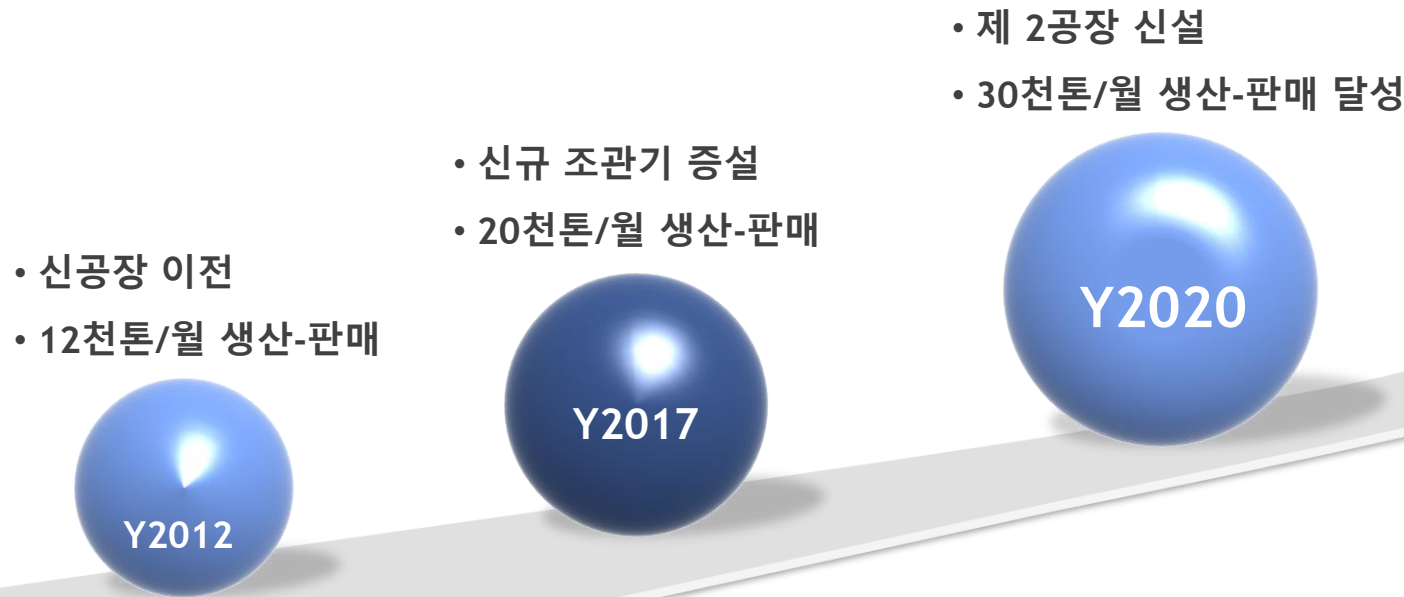 • 신공장 이전
• 12천톤/월 생산-판매
Y2012
• 신규 조관기 증설
• 20천톤/월 생산-판매
Y2017
• 제 2공장 신설
• 30천톤/월 생산-판매 달성
Y2020